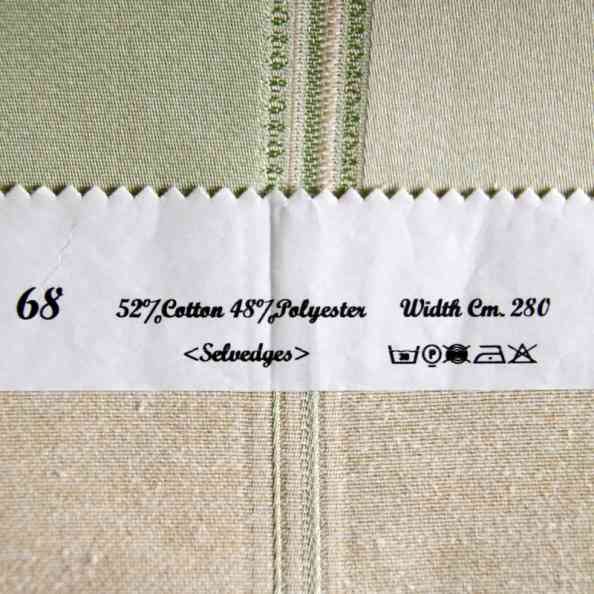 68 52%Cotton 48%Polyester Width Cm. 280
<Selvedges>